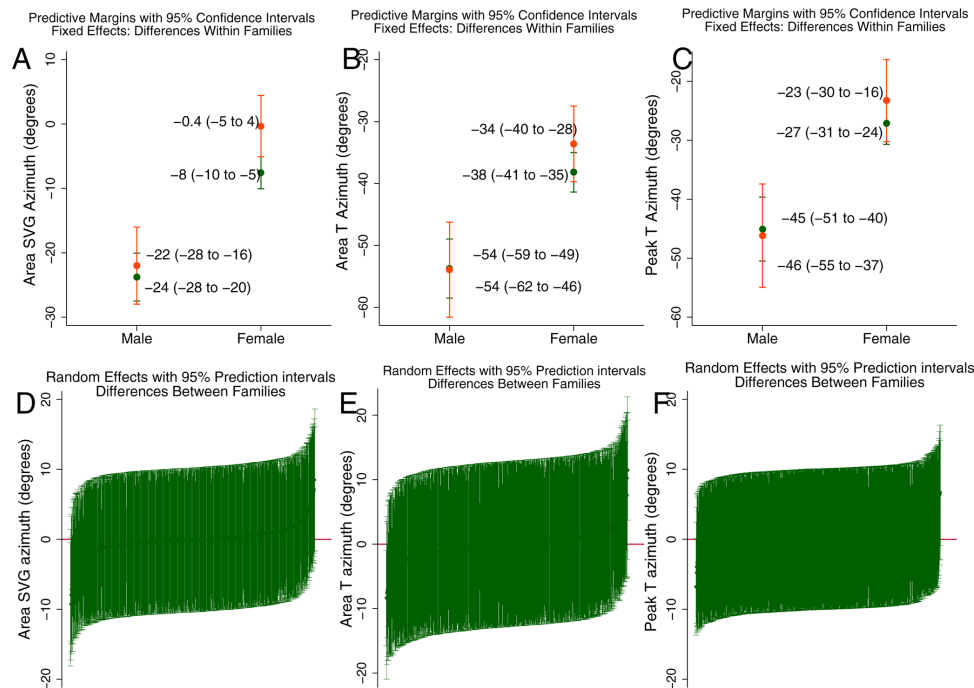 Predictive Margins with 95% Confidence Intervals
Fixed Effects: Differences Within Families
A
Area SVG Azimuth (degrees)
10
0
−10
−20
−30
−0.4 (−5 to 4)
−8 (−10 to −5)
−22 (−28 to −16)
−24 (−28 to −20)
Male
Female
Predictive Margins with 95% Confidence Intervals
Fixed Effects: Differences Within Families
B
Area T Azimuth (degrees)
−20
−30
−40
−50
−60
−34 (−40 to −28)
−38 (−41 to −35)
−54 (−59 to −49)
−54 (−62 to −46)
Male
Female
Predictive Margins with 95% Confidence Intervals
Fixed Effects: Differences Within Families
C
Peak T Azimuth (degrees)
−20
−30
−40
−50
−60
−23 (−30 to −16)
−27 (−31 to −24)
−45 (−51 to −40)
−46 (−55 to −37)
Male
Female
Random Effects with 95% Prediction intervals
Differences Between Families
D
Area SVG azimuth (degrees)
20
10
0
−10
−20
Random Effects with 95% Prediction intervals
Differences Between Families
E
Area T azimuth (degrees)
20
10
0
−10
−20
Random Effects with 95% Prediction intervals
Differences Between Families
F
Peak T azimuth (degrees)
20
10
0
−10
−20